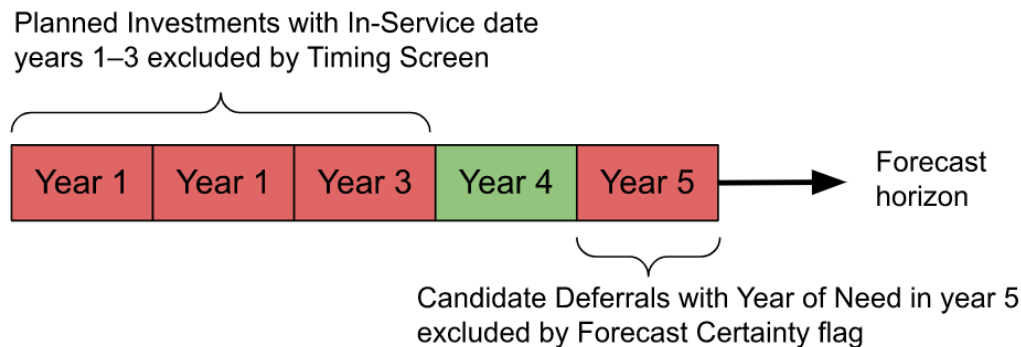 Planned Investments with In-Service date
years 1–3 excluded by Timing Screen
Year 1
Year 1
Year 3
Year 4
Year 5
Forecast
horizon
Candidate Deferrals with Year of Need in year 5
excluded by Forecast Certainty flag